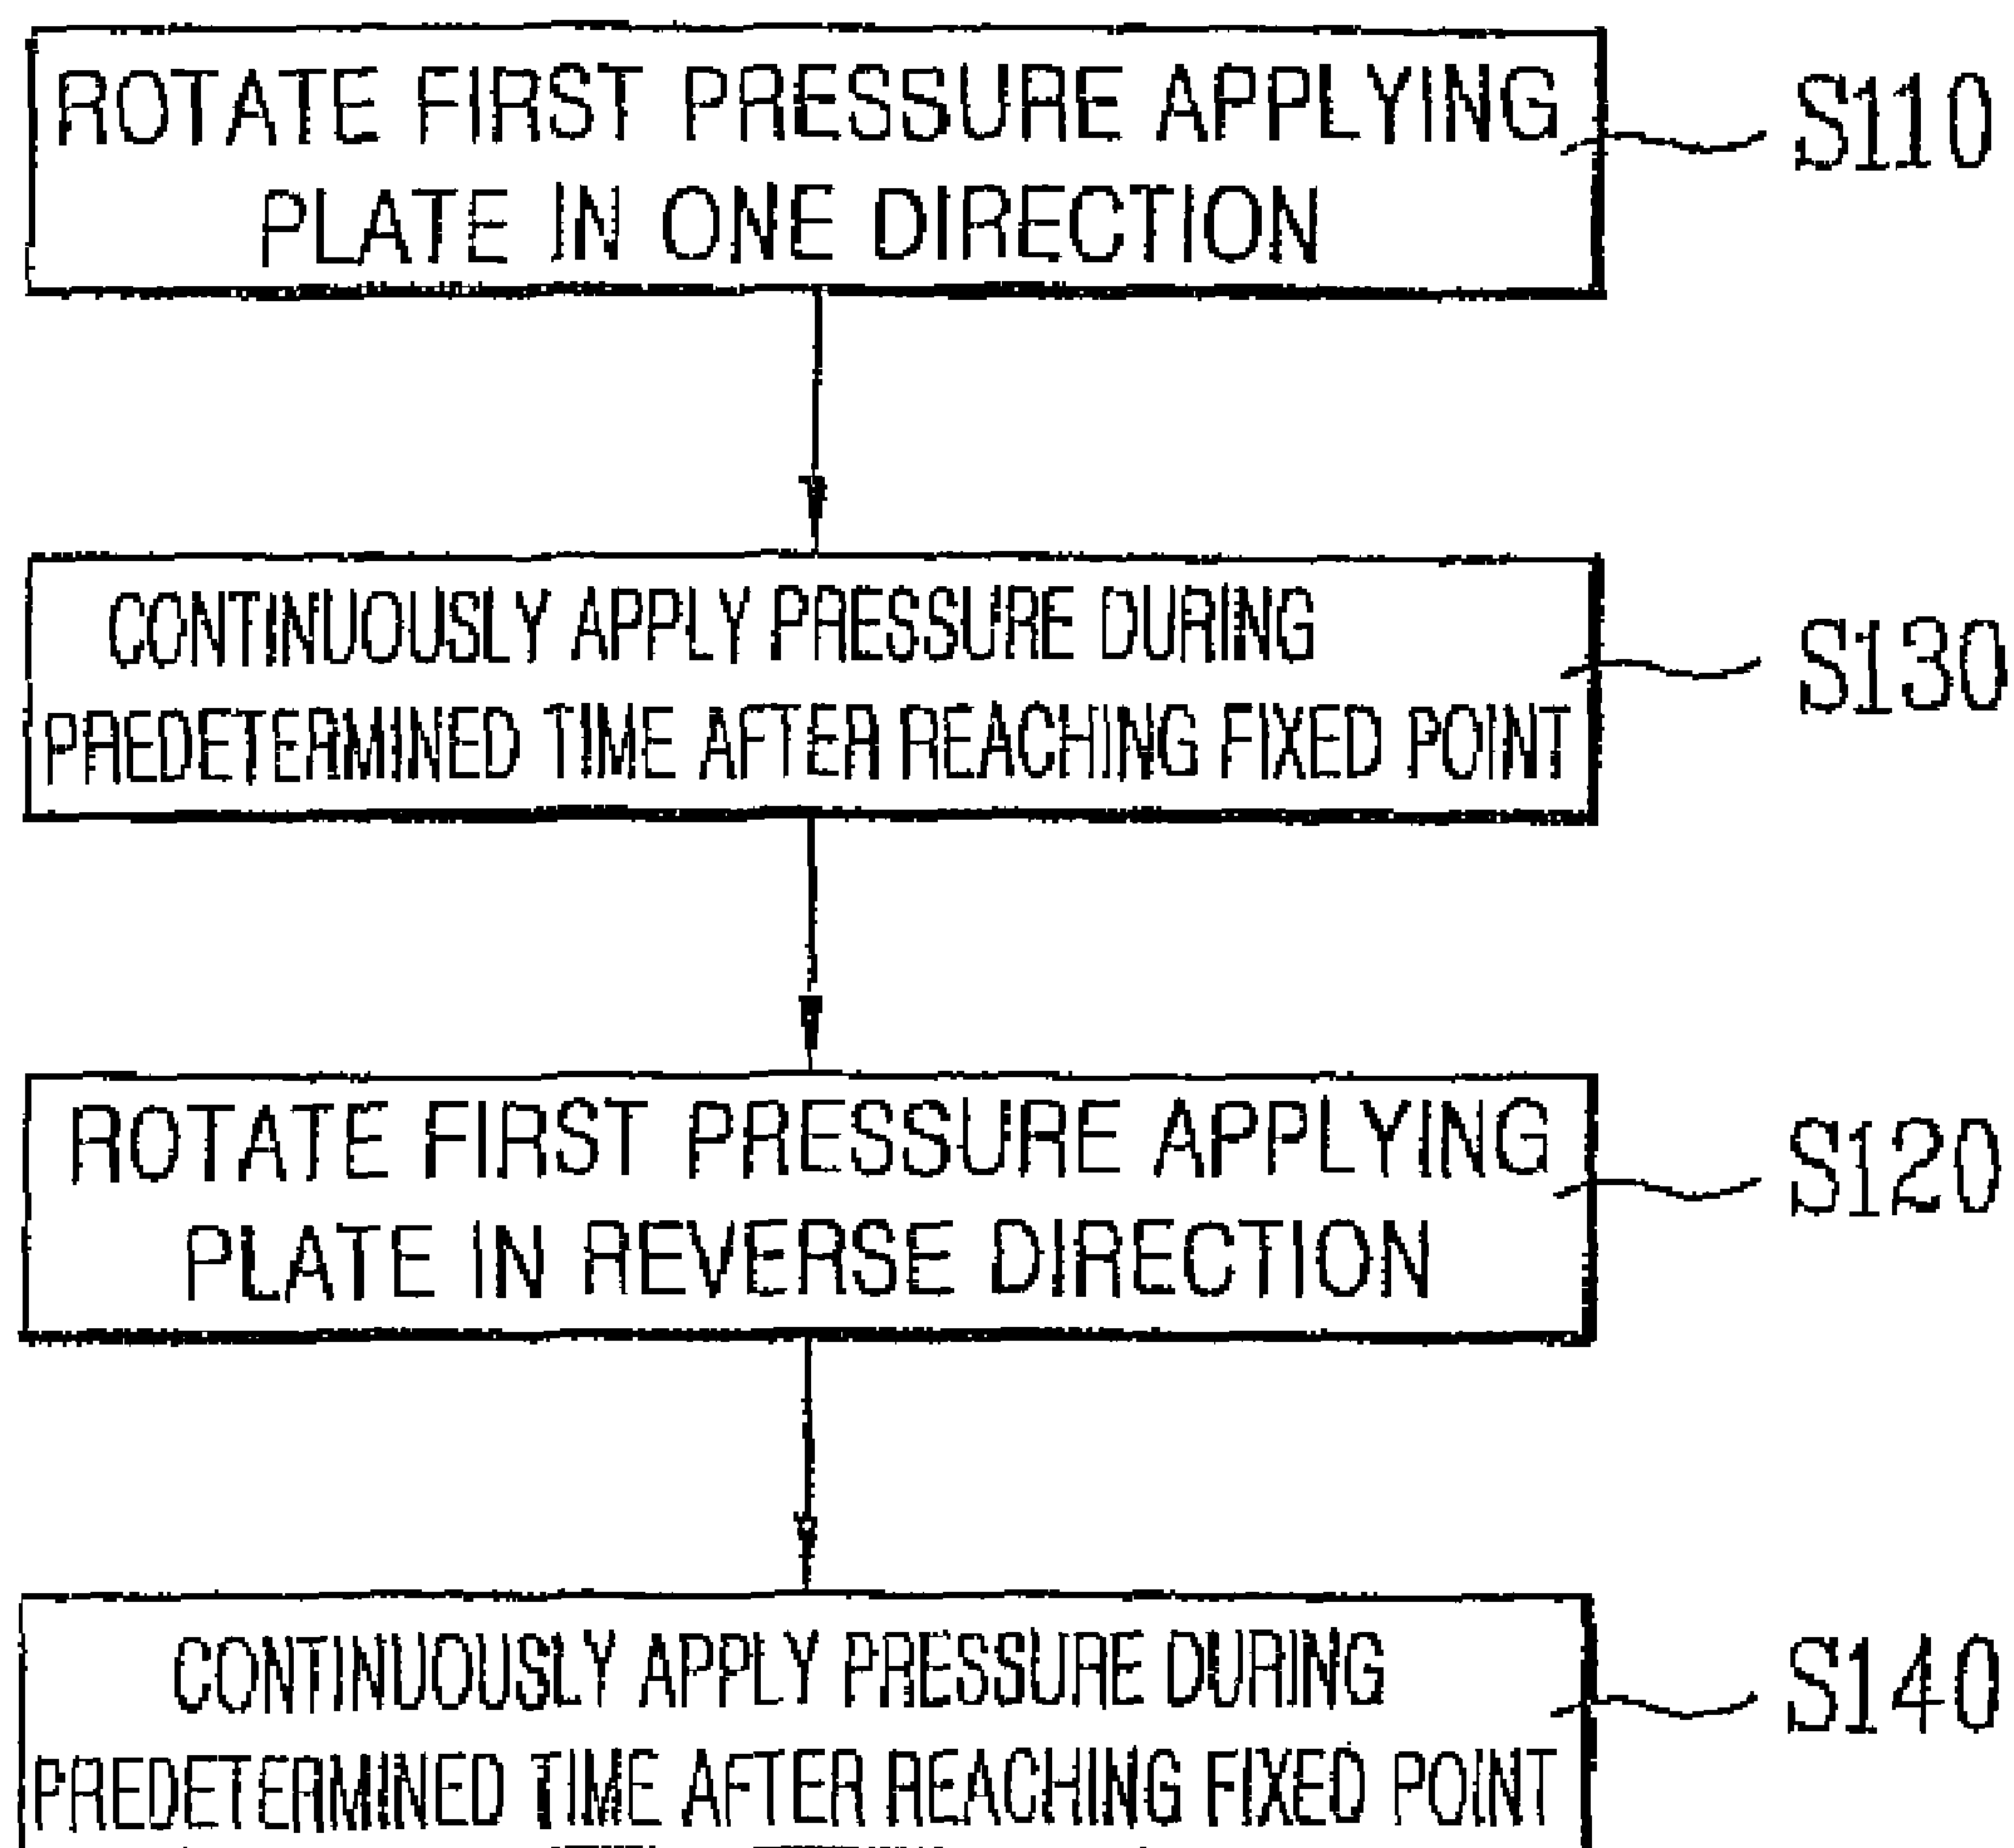 ROTATE FIRST PRESSURE APPLYING
PLATE IN ONE DIRECTION
S110
CONTINUOUSLY APPLY PRESSURE DURING
PREDETERMINED TIME AFTER REACHING FIXED POINT
S130
ROTATE FIRST PRESSURE APPLYING
PLATE IN REVERSE DIRECTION
S120
CONTINUOUSLY APPLY PRESSURE DURING
PREDETERMINED TIME AFTER REACHING FIXED POINT
S140